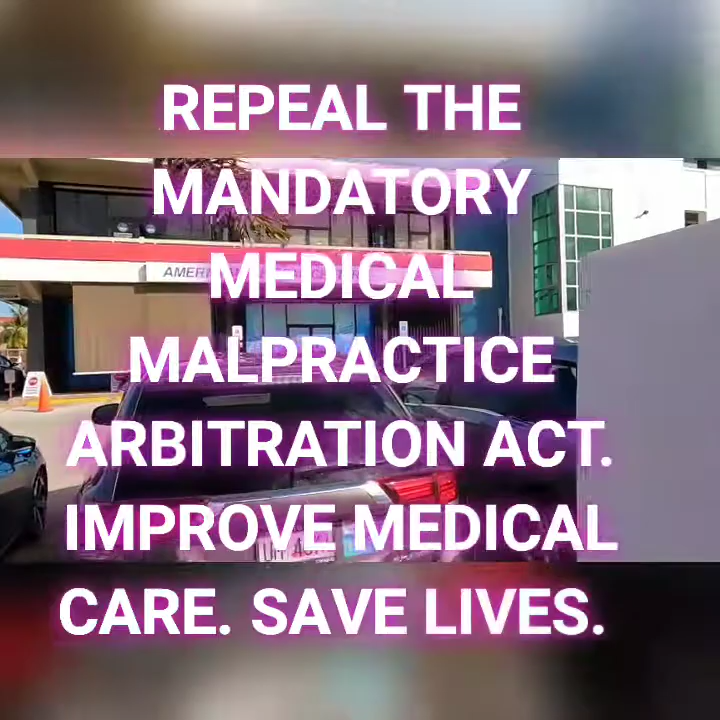 REPEAL THE
MANDATORY
MEDICAL
MALPRACTICE
ARBITRATION ACT.
IMPROVE MEDICAL
CARE. SAVE LIVES.